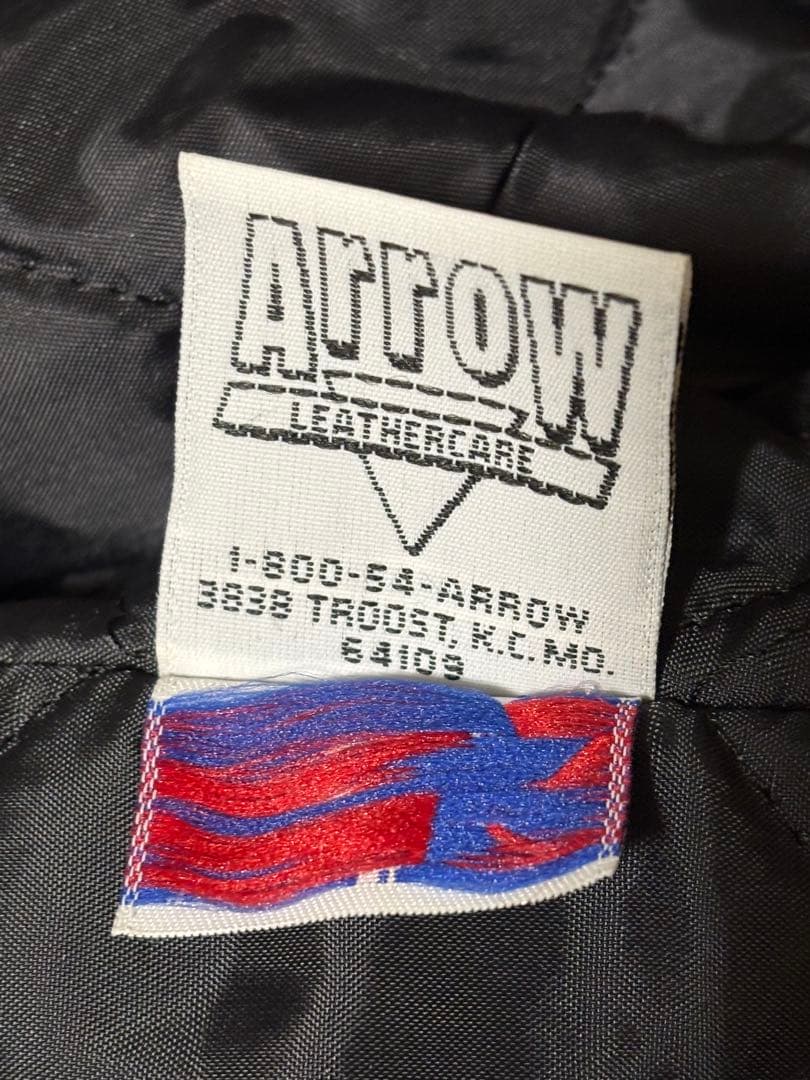 Arrow
LEATHERCARE
1-800-54-ARROW
3838 TROOST, K.C.MO.
64109